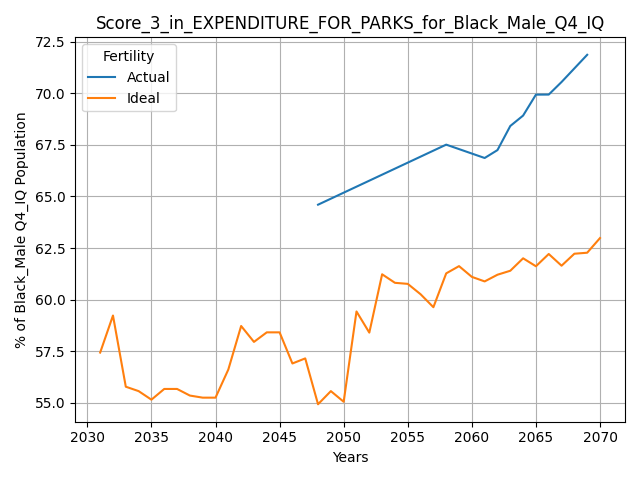 Score_3_in_EXPENDITURE_FOR_PARKS_for_Black_Male_Q4_IQ
Fertility
Actual
Ideal
% of Black_Male Q4_IQ Population
72.5
70.0
67.5
65.0
62.5
60.0
57.5
55.0
2030 2035 2040 2045 2050 2055 2060 2065 2070
Years